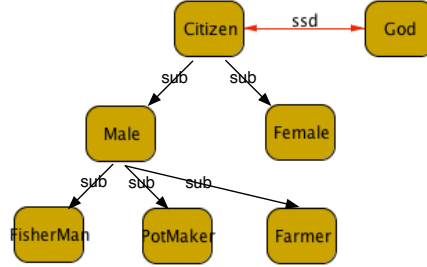 Citizen
ssd
God
sub
sub
Male
Female
sub
sub
sub
FisherMan
PotMaker
Farmer